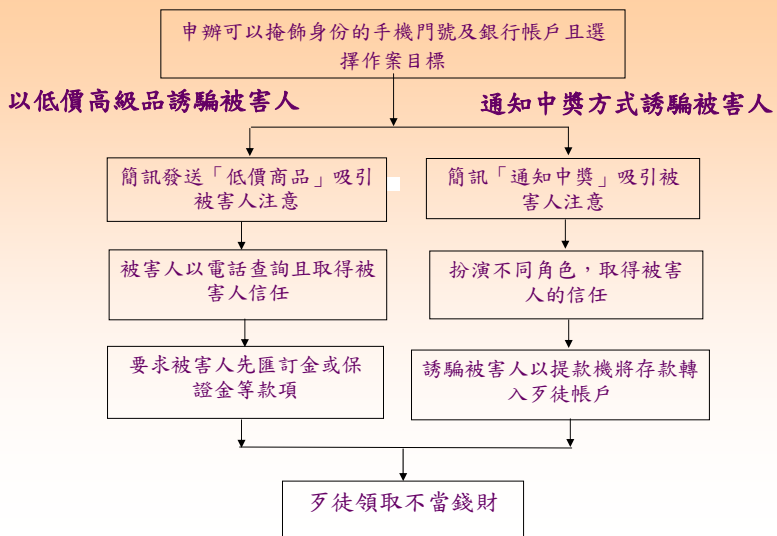 申辦可以掩飾身份的手機門號及銀行帳戶且選
擇作案目標
以低價高級品誘騙被害人
通知中獎方式誘騙被害人
簡訊發送「低價商品」吸引
被害人注意
簡訊「通知中獎」吸引被
害人注意
被害人以電話查詢且取得被
害人信任
扮演不同角色，取得被害
人的信任
要求被害人先匯訂金或保
證金等款項
誘騙被害人以提款機將存款轉
入歹徒帳戶
歹徒領取不當錢財